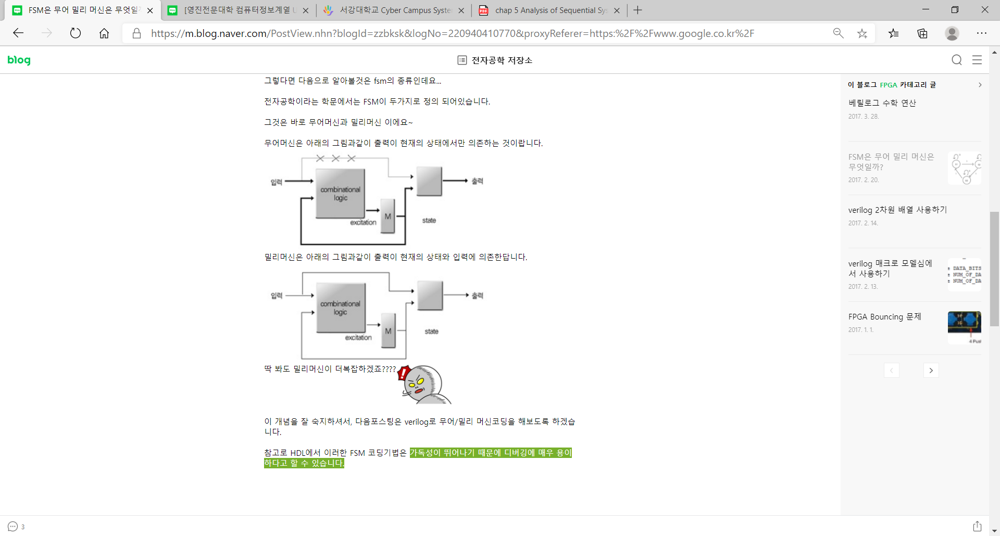 FSM은 무어 밀리 머신은 무엇일까
[영진전문대학 컴퓨터정보계열 U
서강대학교 Cyber Campus Syste
PDF
chap 5 Analysis of Sequential Sys
https://m.blog.naver.com/PostView.nhn?blogId=zzbksk&logNo=220940410770&proxyReferer=https:%2F%2Fwww.google.co.kr%2F
blog
전자공학 저장소
그렇다면 다음으로 알아볼것은 fsm의 종류인데요...
전자공학이라는 학문에서는 FSM이 두가지로 정의 되어있습니다.
그것은 바로 무어머신과 밀리머신 이에요~
무어머신은 아래의 그림과같이 출력이 현재의 상태에서만 의존하는 것이랍니다.
입력
combinational
logic
excitation
M
state
출력
밀리머신은 아래의 그림과같이 출력이 현재의 상태와 입력에 의존한답니다.
입력
combinational
logic
excitation
M
state
출력
딱 봐도 밀리머신이 더복잡하겠죠????
이 개념을 잘 숙지하셔서, 다음포스팅은 verilog로 무어/밀리 머신코딩을 해보도록 하겠습
니다.
참고로 HDL에서 이러한 FSM 코딩기법은 가독성이 뛰어나기 때문에 디버깅에 매우 용이
하다고 할 수 있습니다.
이 블로그 FPGA 카테고리 글
베릴로그 수학 연산
2017. 3. 28.
FSM은 무어 밀리 머신은
무엇일까?
2017. 2. 20.
verilog 2차원 배열 사용하기
2017. 2. 14.
verilog 매크로 모델심에
서 사용하기
2017. 2. 13.
e DATA_BITS
e NUM_OF_DA
e NUM_OF_DA
FPGA Bouncing 문제
2017. 1. 1.
4 Pus
3